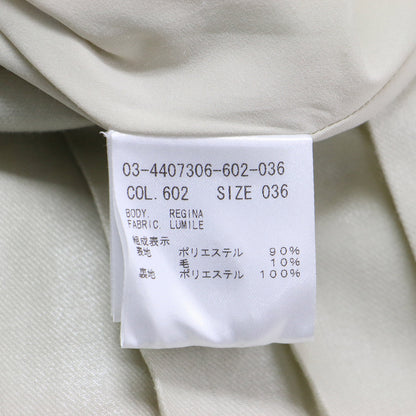 03-4407306-602-036
COL. 602 SIZE 036
BODY. REGINA
FABRIC. LUMILE
組成表示
表地 ポリエステル 90%
毛 10%
裏地 ポリエステル 100%